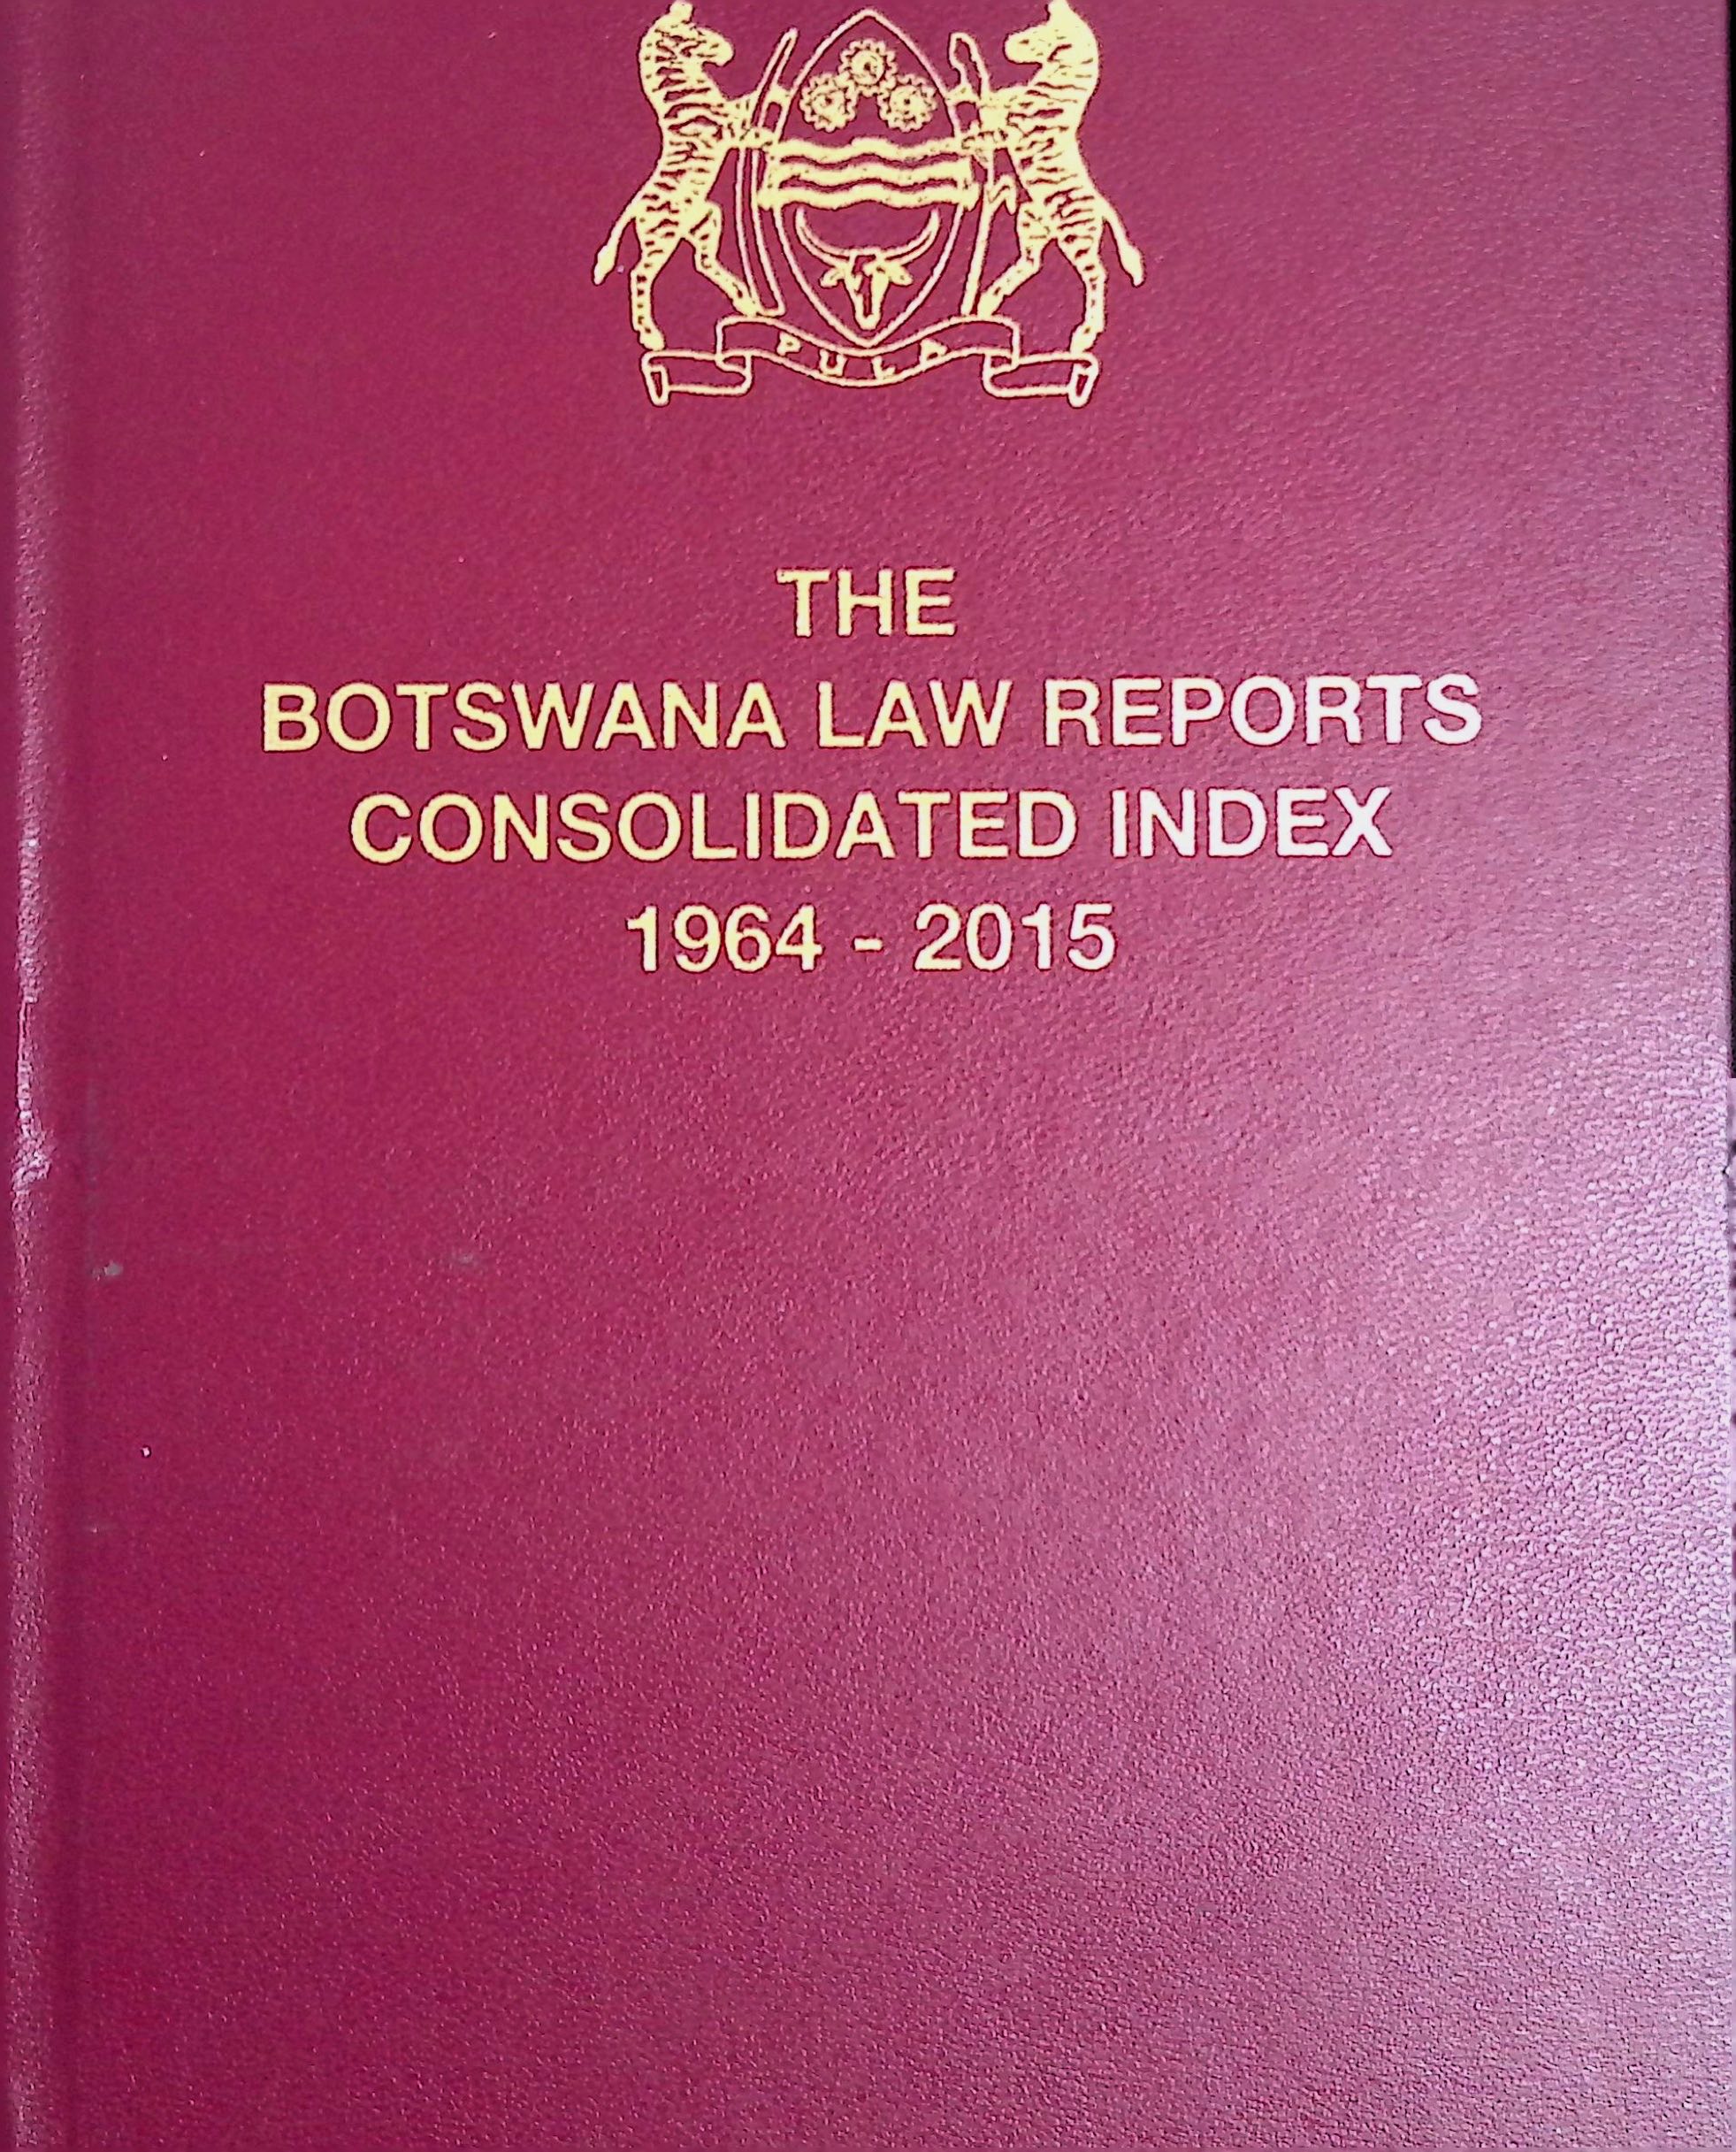 PULA
THE
BOTSWANA LAW REPORTS
CONSOLIDATED INDEX
1964 - 2015